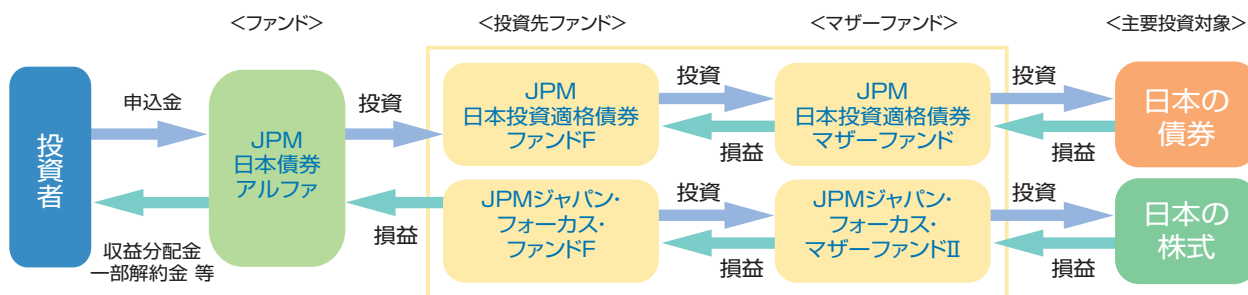 ＜ファンド＞
＜投資先ファンド＞
＜マザーファンド＞
＜主要投資対象＞
投資者
申込金
収益分配金
一部解約金 等
JPM
日本債券
アルファ
投資
損益
JPM
日本投資適格債券
ファンドF
投資
損益
JPM
日本投資適格債券
マザーファンド
投資
損益
日本の
債券
JPMジャパン・
フォーカス・
ファンドF
投資
損益
JPMジャパン・
フォーカス・
マザーファンドⅡ
投資
損益
日本の
株式